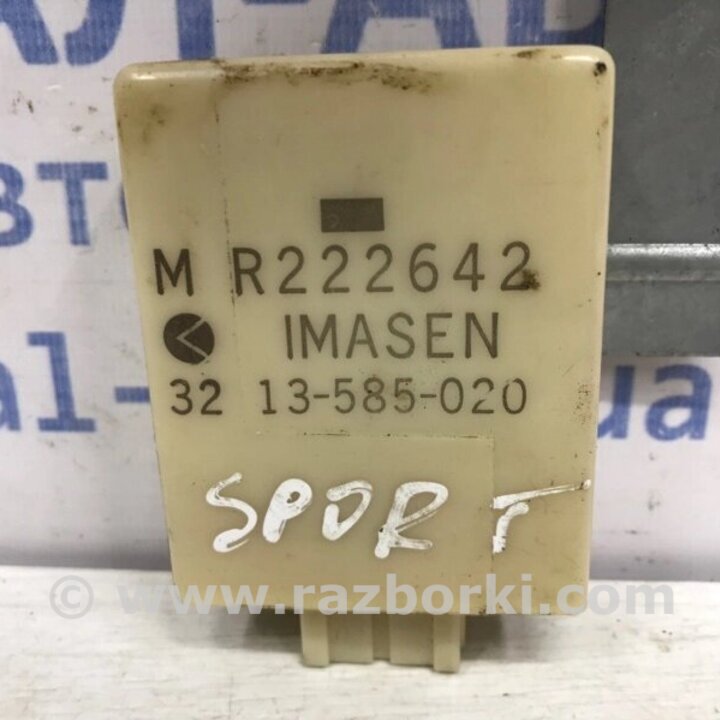 M R222642
IMASEN
32 13-585-020
SPORT
© www.razborki.com